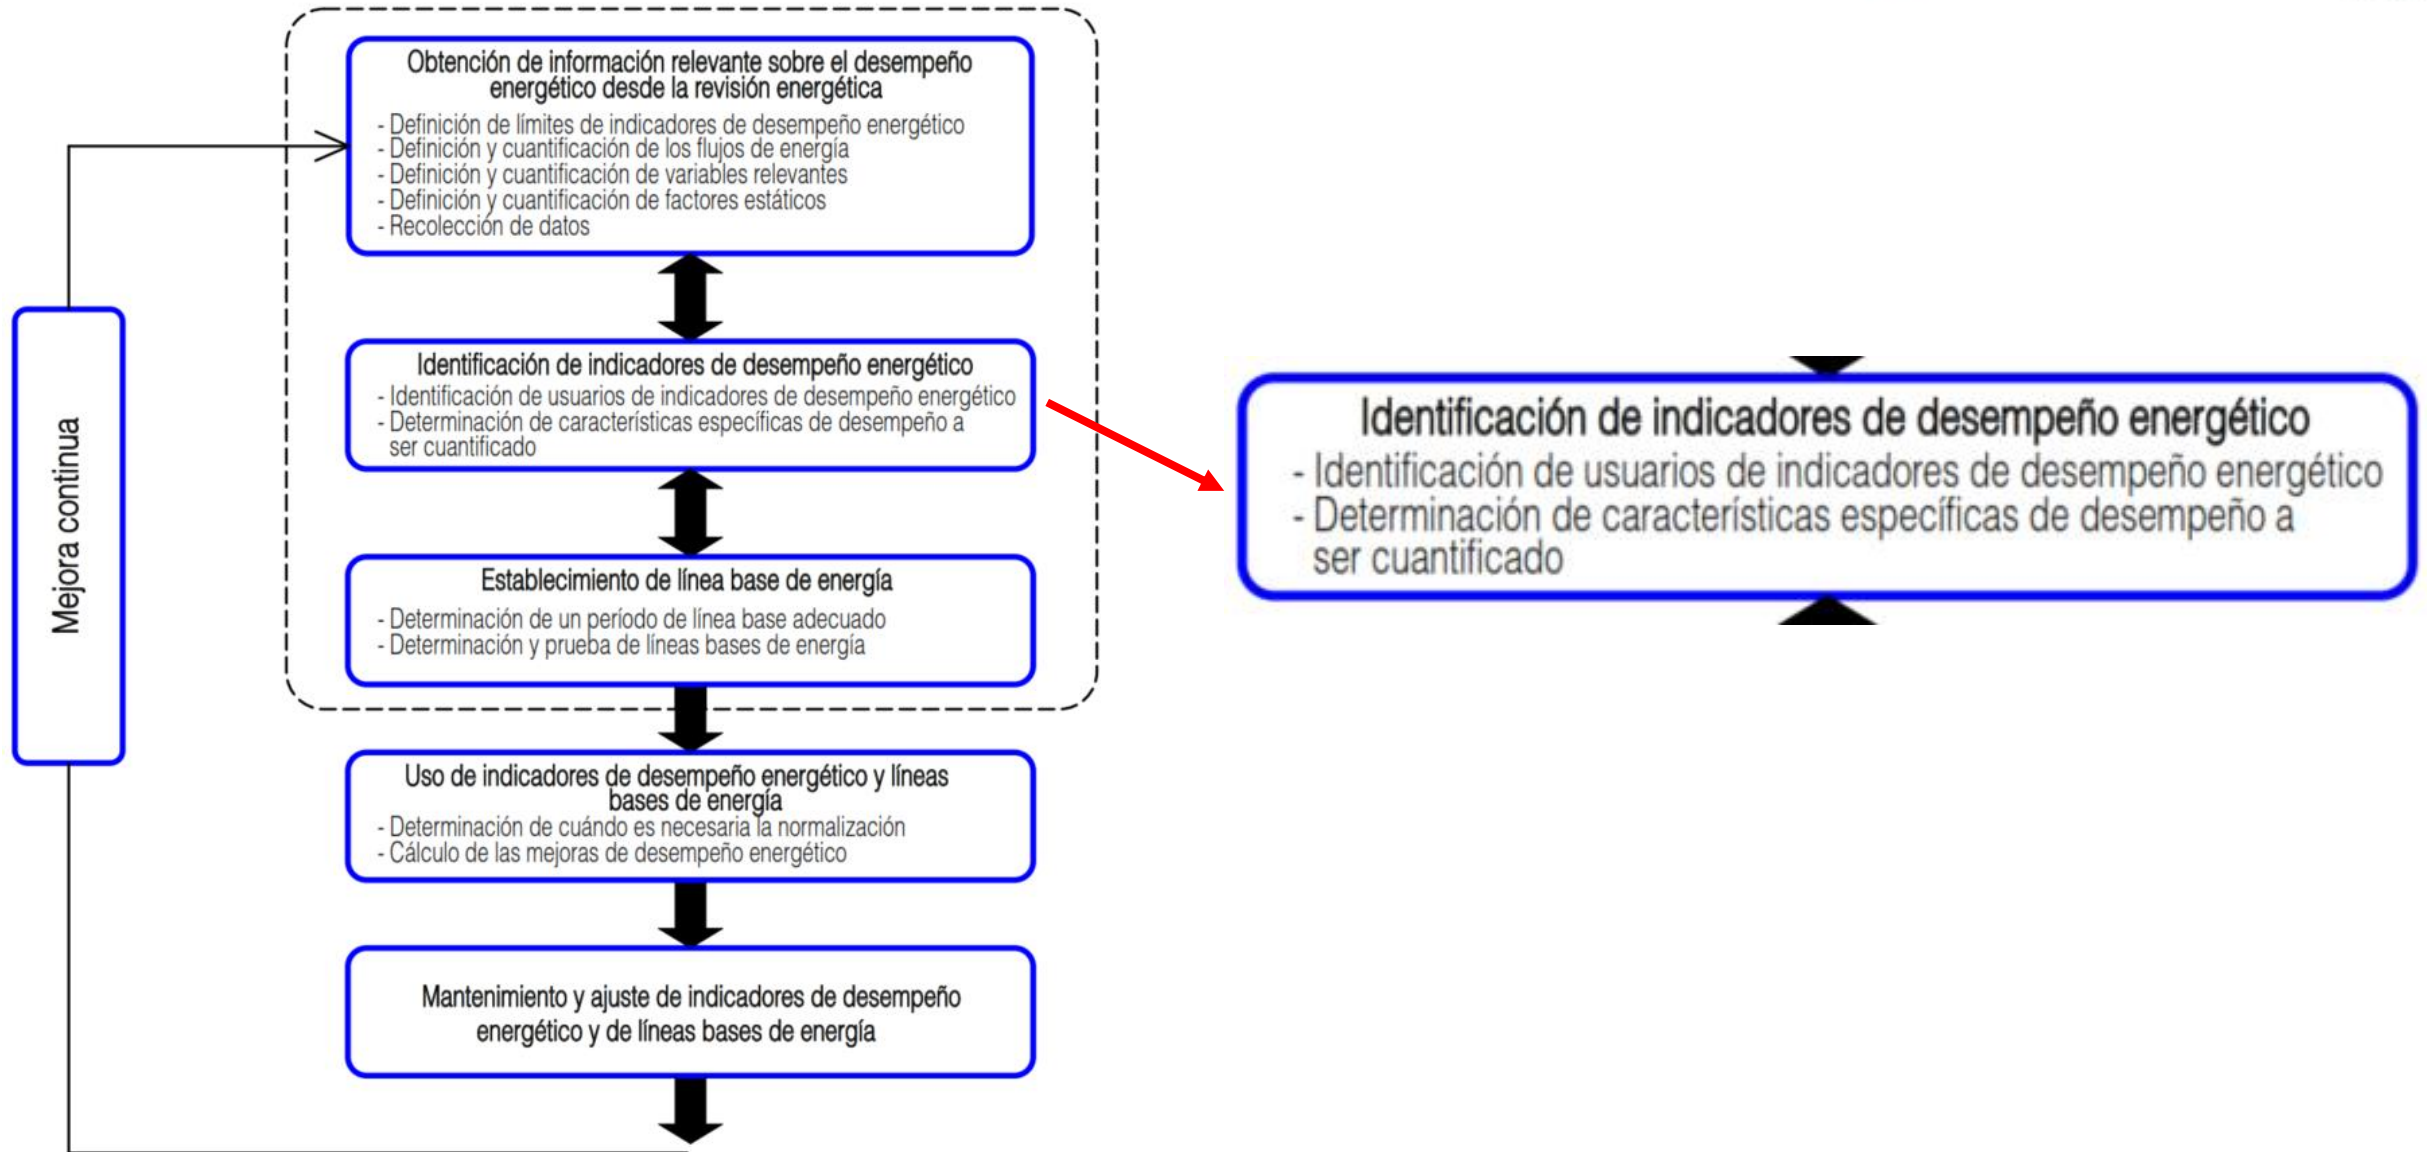 Obtención de información relevante sobre el desempeño
energético desde la revisión energética
- Definición de límites de indicadores de desempeño energético
- Definición y cuantificación de los flujos de energía
- Definición y cuantificación de variables relevantes
- Definición y cuantificación de factores estáticos
- Recolección de datos
Identificación de indicadores de desempeño energético
- Identificación de usuarios de indicadores de desempeño energético
- Determinación de características específicas de desempeño a
ser cuantificado
Establecimiento de línea base de energía
- Determinación de un período de línea base adecuado
- Determinación y prueba de líneas bases de energía
Uso de indicadores de desempeño energético y líneas
bases de energía
- Determinación de cuándo es necesaria la normalización
- Cálculo de las mejoras de desempeño energético
Mantenimiento y ajuste de indicadores de desempeño
energético y de líneas bases de energía
Mejora continua
Identificación de indicadores de desempeño energético
- Identificación de usuarios de indicadores de desempeño energético
- Determinación de características específicas de desempeño a
ser cuantificado